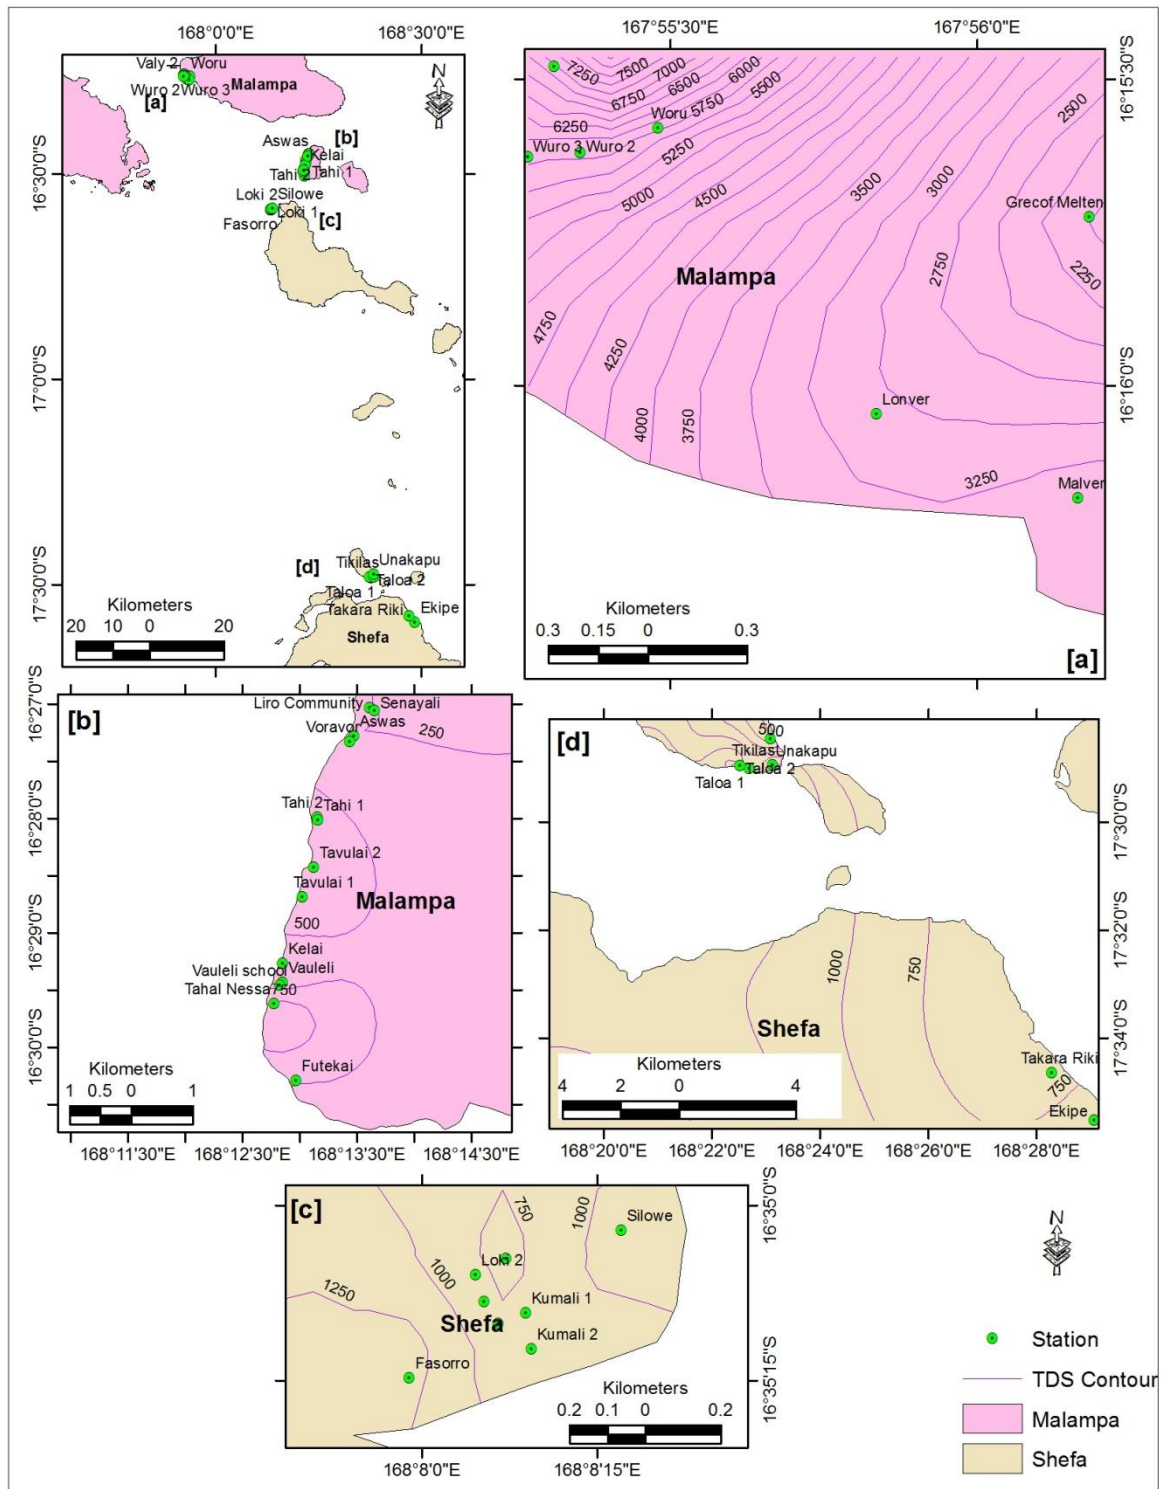 168°0'0"E
168°30'0"E
Valy 2
Woru
Wuro 2
Wuro 3
Malampa
[a]
N
Aswas
[b]
Kelai
Tahi 2
Tahi 1
Loki 2
Silowe
Loki 1
[c]
Fasorro
[d]
Tikilas
Unakapu
Taloa 2
Taloa 1
Takara Riki
Ekipe
Shefa
Kilometers
20 10 0 20
16°30'0"S
17°0'0"S
17°30'0"S
167°55'30"E
167°56'0"E
16°15'30"S
16°16'0"S
7250
7500
7000
6000
6750
6500
5750
5500
6250
Woru
Wuro 3
Wuro 2
5250
5000
4500
3500
3000
2500
Grecof Melten
Malampa
2750
2250
4750
4250
4000
3750
Lonver
3250
Malver
Kilometers
0.3 0.15 0 0.3
[a]
[b]
Liro Community
Senayali
Voravor
Aswas
250
Tahi 2
Tahi 1
Tavulai 2
Tavulai 1
Malampa
500
Kelai
Vauleli school
Vauleli
Tahal Nessa
750
Futekai
Kilometers
1 0.5 0 1
16°27'0"S
16°28'0"S
16°29'0"S
16°30'0"S
168°11'30"E
168°12'30"E
168°13'30"E
168°14'30"E
[d]
500
Tikilas
Unakapu
Taloa 1
Taloa 2
1000
750
Shefa
Takara Riki
750
Ekipe
Kilometers
4 2 0 4
17°30'0"S
17°32'0"S
17°34'0"S
168°20'0"E
168°22'0"E
168°24'0"E
168°26'0"E
168°28'0"E
[c]
750
1000
Silowe
Loki 2
1000
1250
Kumali 1
Shefa
Kumali 2
Fasorro
Kilometers
0.2 0.1 0 0.2
16°35'0"S
16°35'15"S
168°8'0"E
168°8'15"E
N
Station
TDS Contour
Malampa
Shefa